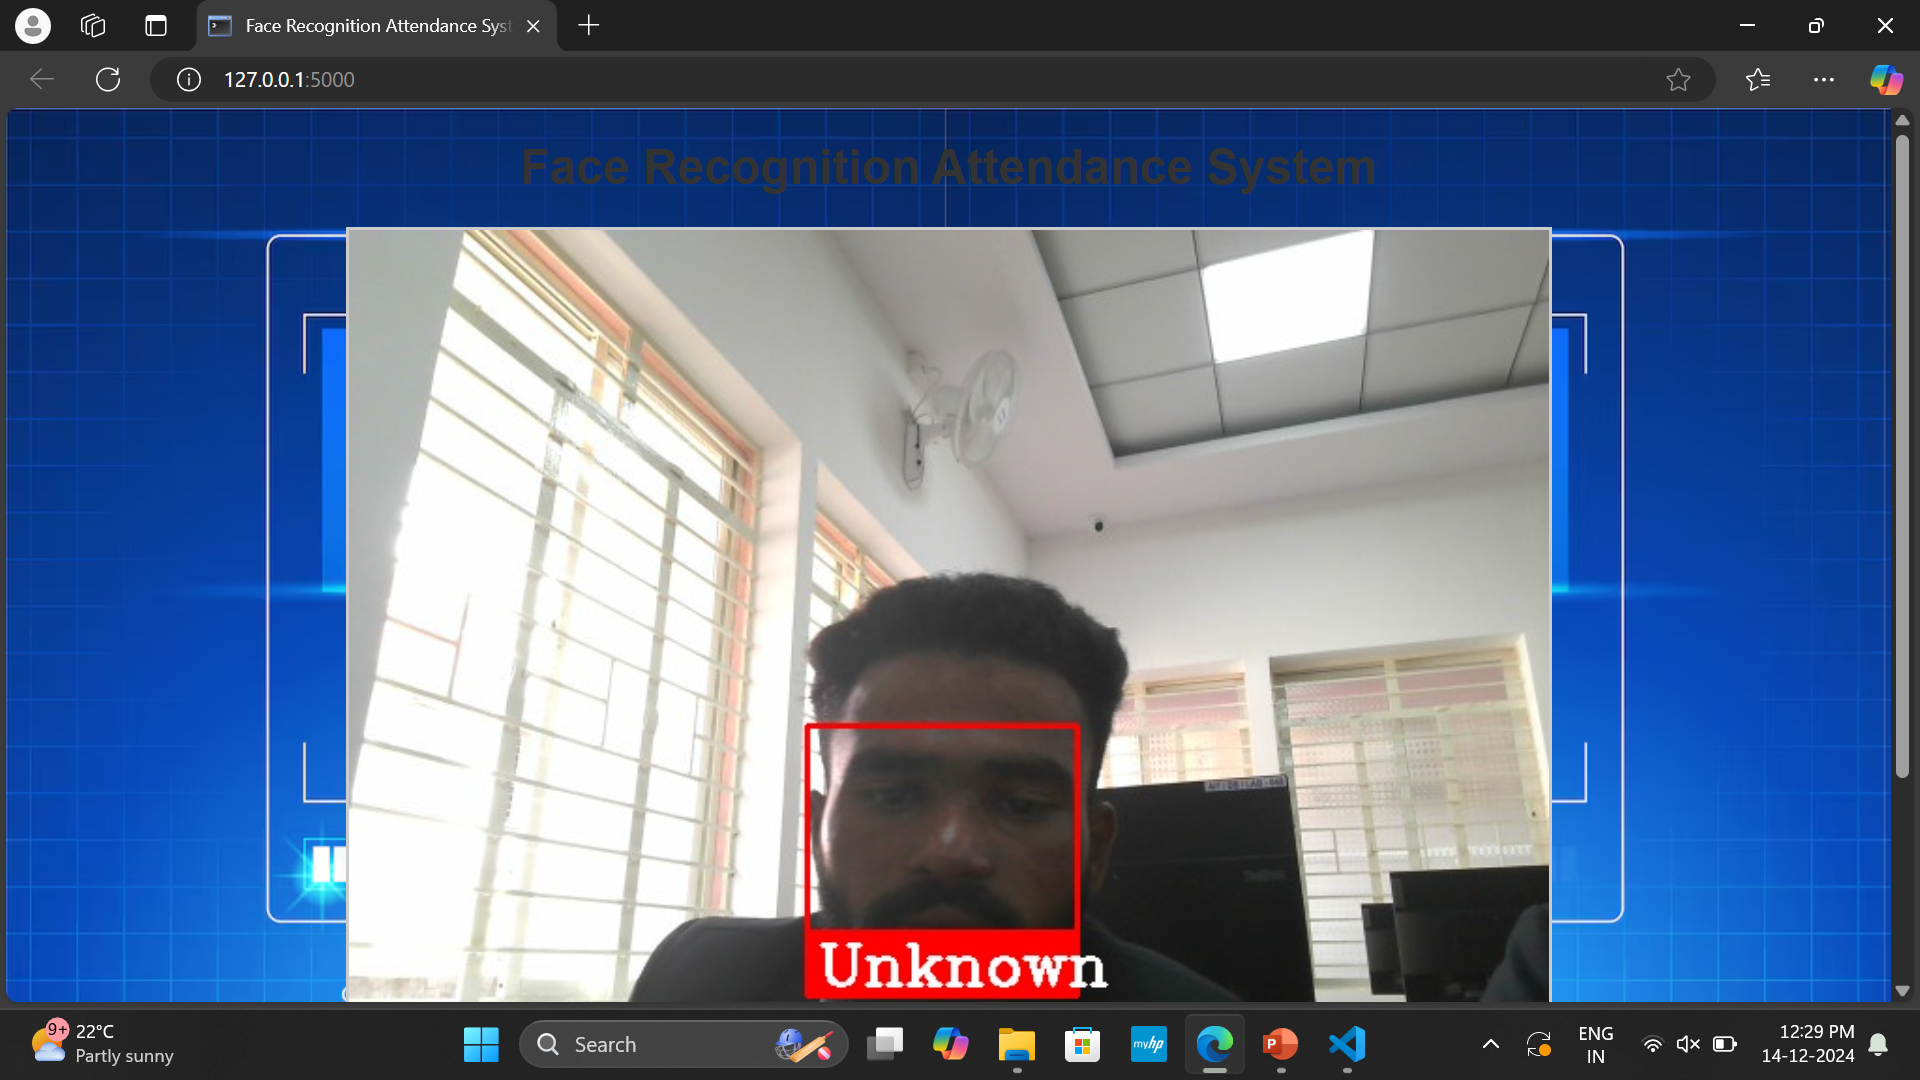 Face Recognition Attendance Syst
127.0.0.1:5000
Face Recognition Attendance System
Unknown
9+
22°C
Partly sunny
Search
myhp
P
ENG
IN
12:29 PM
14-12-2024